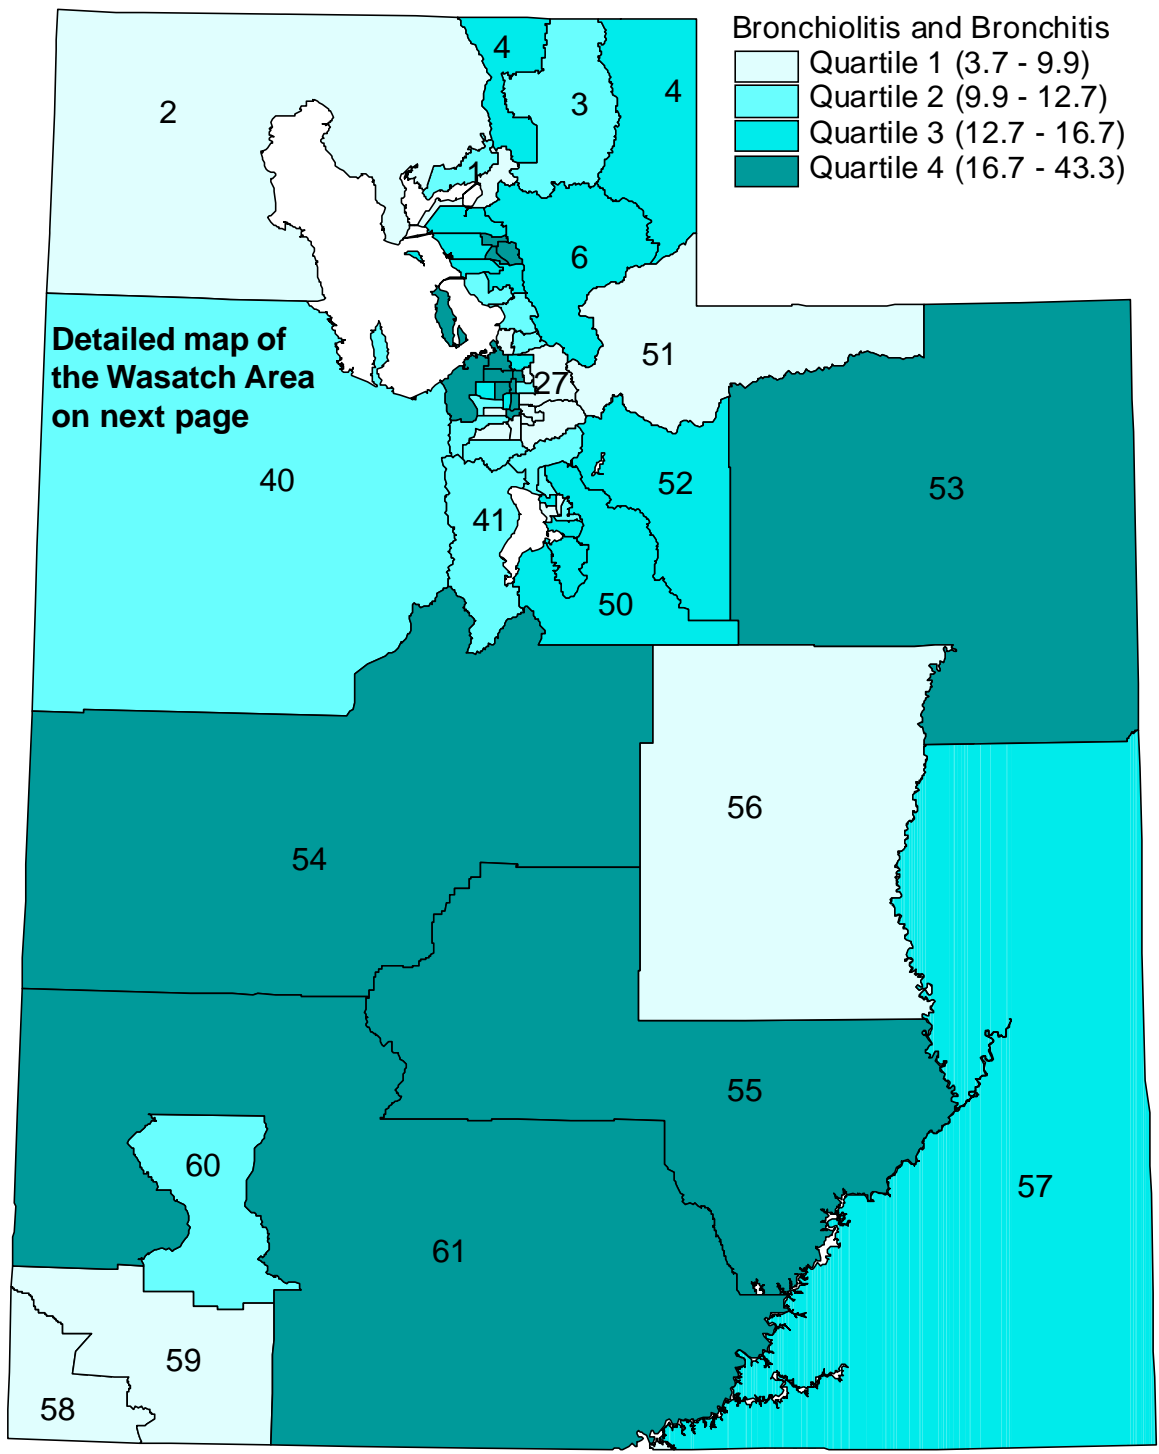 Bronchiolitis and Bronchitis
Quartile 1 (3.7 - 9.9)
Quartile 2 (9.9 - 12.7)
Quartile 3 (12.7 - 16.7)
Quartile 4 (16.7 - 43.3)
4
4
3
2
1
6
Detailed map of
the Wasatch Area
on next page
51
27
40
52
53
41
50
56
54
55
60
57
61
59
58